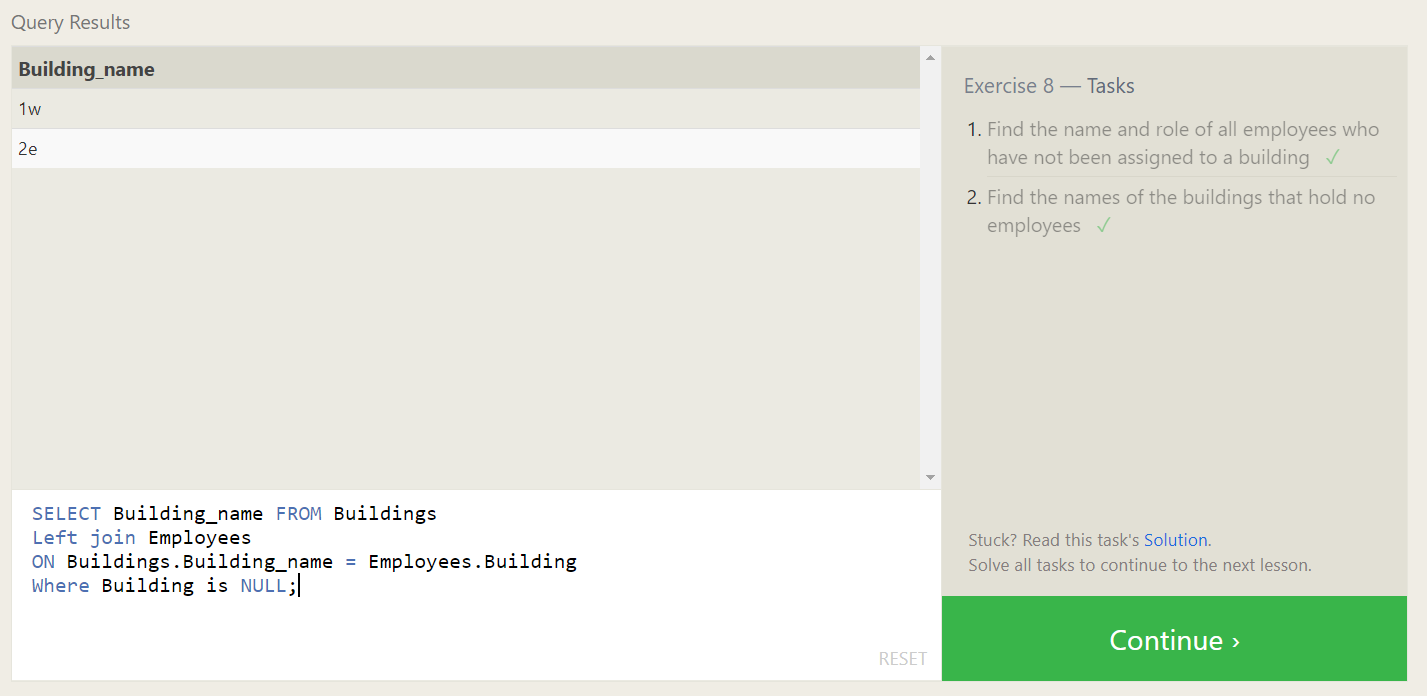 Query Results
Building_name
1w
2e
SELECT Building_name FROM Buildings
Left join Employees
ON Buildings.Building_name = Employees.Building
Where Building is NULL;
RESET
Exercise 8 — Tasks
1. Find the name and role of all employees who
have not been assigned to a building ✓
2. Find the names of the buildings that hold no
employees ✓
Stuck? Read this task's Solution.
Solve all tasks to continue to the next lesson.
Continue ›